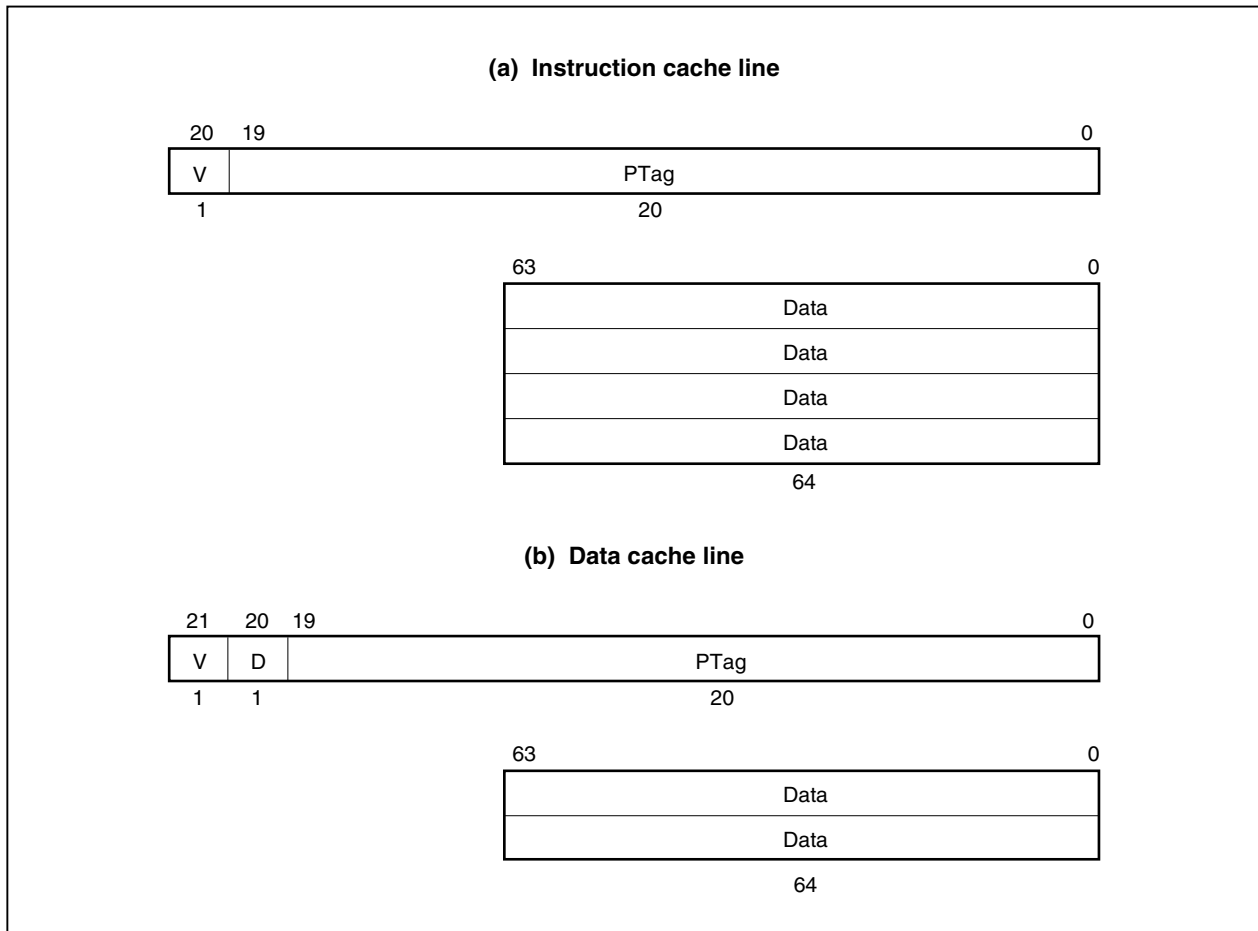 (a) Instruction cache line
20 19 0
V PTag
1 20
63 0
Data
Data
Data
Data
64
(b) Data cache line
21 20 19 0
V D PTag
1 1 20
63 0
Data
Data
64